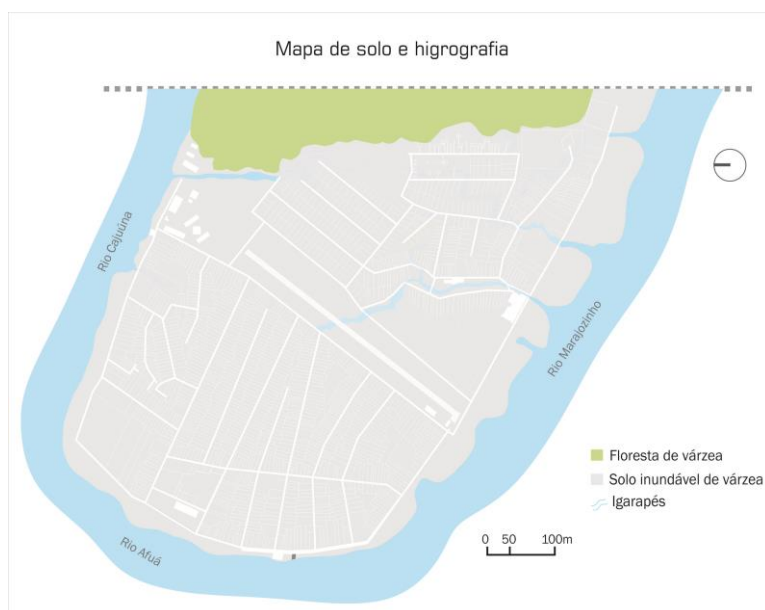 Mapa de solo e higrografia
Rio Cajuúna
Rio Marajozinho
Rio Afuá
Floresta de várzea
Solo inundável de várzea
Igarapés
0 50 100m